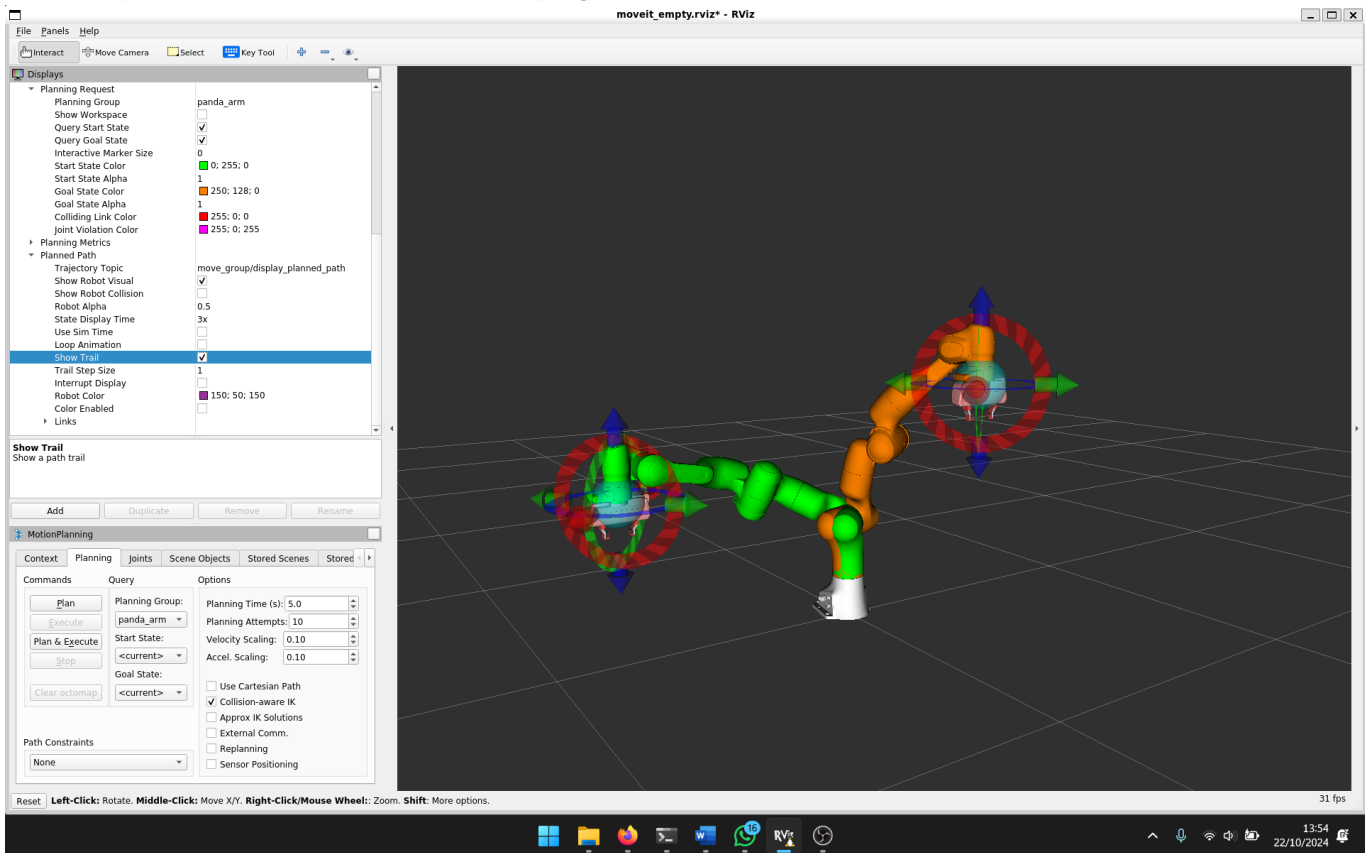 moveit_empty.rviz* - RViz
File Panels Help
Interact Move Camera Select Key Tool
Displays
Planning Request
Planning Group panda_arm
Show Workspace
Query Start State
Query Goal State
Interactive Marker Size 0
Start State Color 0; 255; 0
Start State Alpha 1
Goal State Color 250; 128; 0
Goal State Alpha 1
Colliding Link Color 255; 0; 0
Joint Violation Color 255; 0; 255
Planning Metrics
Planned Path
Trajectory Topic move_group/display_planned_path
Show Robot Visual
Show Robot Collision
Robot Alpha 0.5
State Display Time 3x
Use Sim Time
Loop Animation
Show Trail
Trail Step Size 1
Interrupt Display
Robot Color 150; 50; 150
Color Enabled
Links
Show Trail
Show a path trail
Add Duplicate Remove Rename
MotionPlanning
Context Planning Joints Scene Objects Stored Scenes Stored
Commands Query Options
Plan Planning Group: Planning Time (s): 5.0
Execute panda_arm Planning Attempts: 10
Plan & Execute Start State: Velocity Scaling: 0.10
Stop <current> Accel. Scaling: 0.10
Goal State:
Clear octomap <current> Use Cartesian Path
Collision-aware IK
Approx IK Solutions
External Comm.
Path Constraints Replanning
None Sensor Positioning
Reset Left-Click: Rotate. Middle-Click: Move X/Y. Right-Click/Mouse Wheel:: Zoom. Shift: More options. 31 fps
16
RViz
13:54
22/10/2024